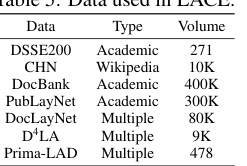 Table 5: Data used in LACE.
Data Type Volume
DSSE200 Academic 271
CHN Wikipedia 10K
DocBank Academic 400K
PubLayNet Academic 300K
DocLayNet Multiple 80K
D⁴LA Multiple 9K
Prima-LAD Multiple 478